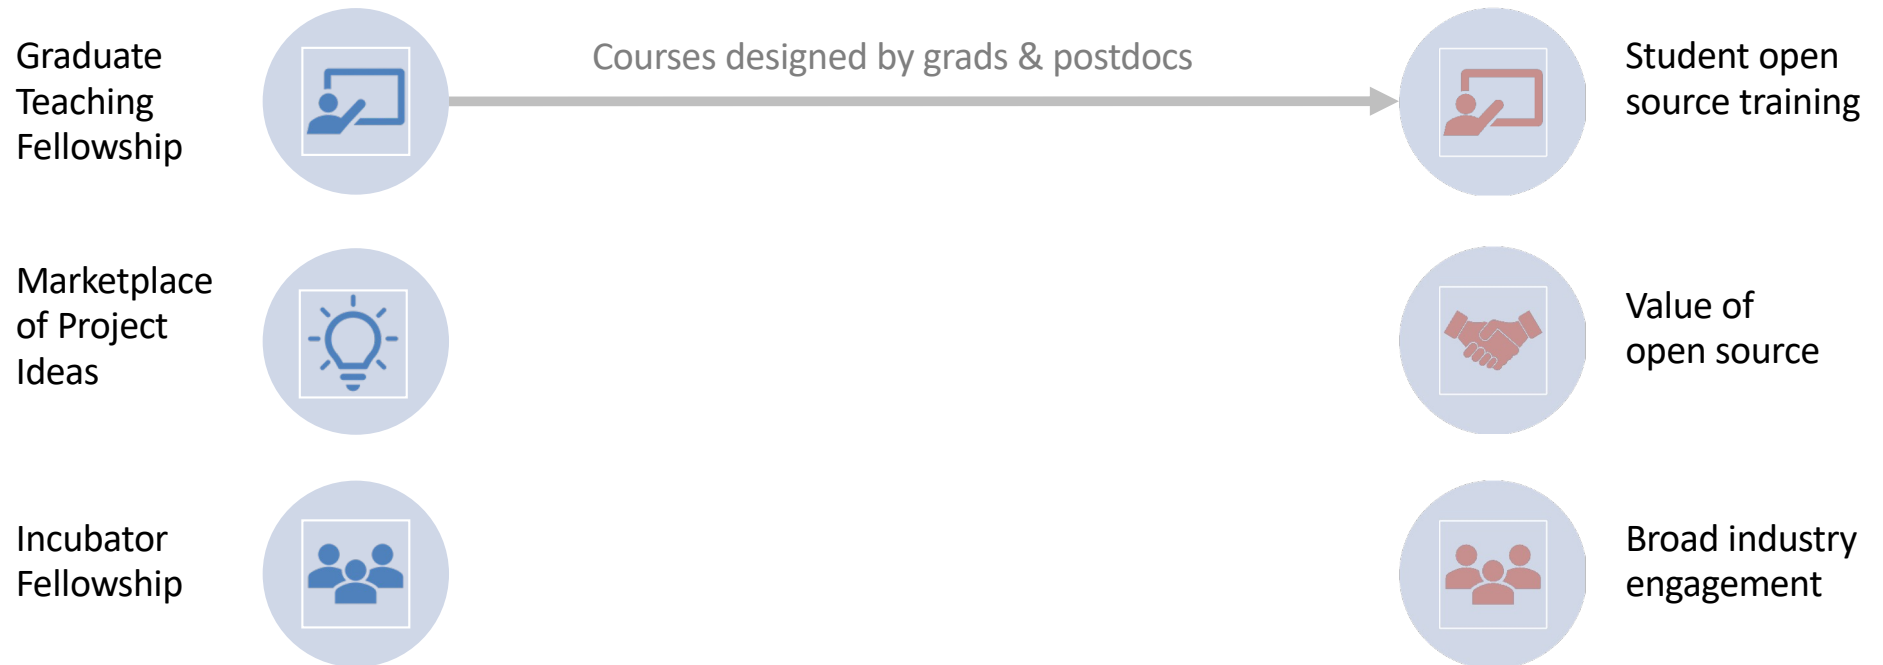 Graduate
Teaching
Fellowship
Courses designed by grads & postdocs
Student open
source training
Marketplace
of Project
Ideas
Value of
open source
Incubator
Fellowship
Broad industry
engagement